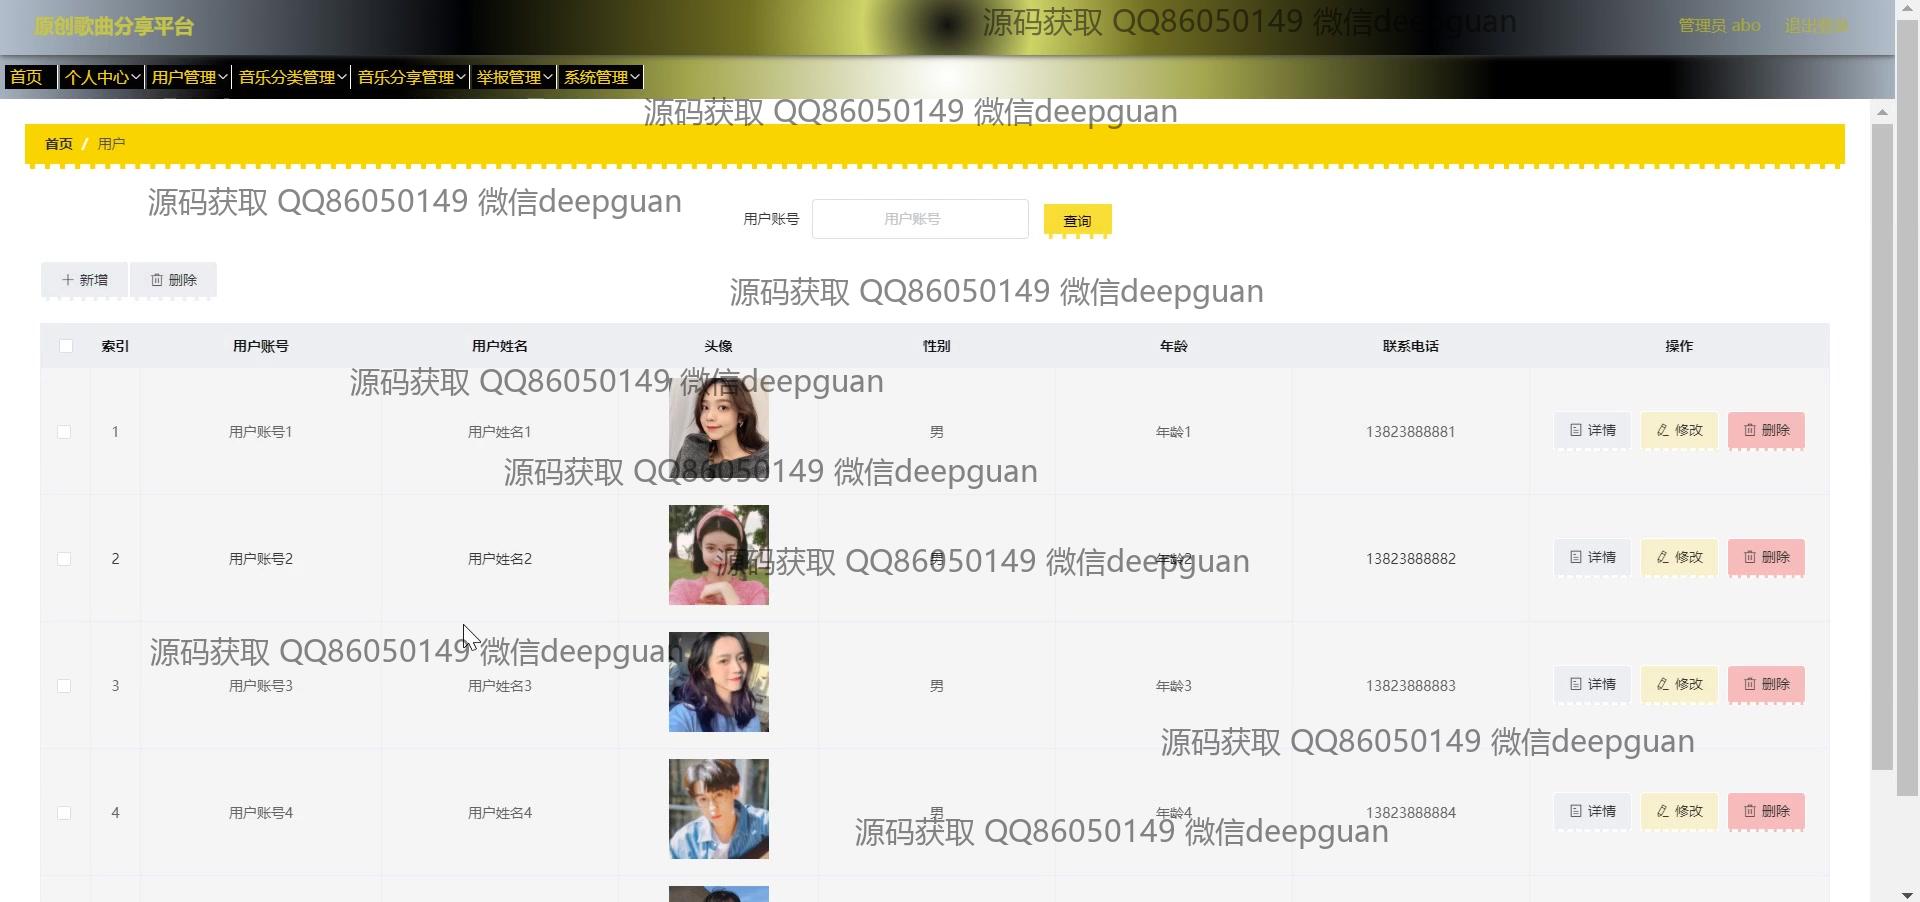 原创歌曲分享平台
源码获取 QQ86050149 微信deepguan
管理员 abo 退出登录
首页 个人中心 用户管理 音乐分类管理 音乐分享管理 举报管理 系统管理
源码获取 QQ86050149 微信deepguan
首页 / 用户
源码获取 QQ86050149 微信deepguan
用户账号 用户账号 查询
新增 删除
源码获取 QQ86050149 微信deepguan
索引 用户账号 用户姓名 头像 性别 年龄 联系电话 操作
源码获取 QQ86050149 微信deepguan
1 用户账号1 用户姓名1 男 年龄1 13823888881 详情 修改 删除
源码获取 QQ86050149 微信deepguan
2 用户账号2 用户姓名2 男 年龄2 13823888882 详情 修改 删除
源码获取 QQ86050149 微信deepguan
源码获取 QQ86050149 微信deepguan
3 用户账号3 用户姓名3 男 年龄3 13823888883 详情 修改 删除
源码获取 QQ86050149 微信deepguan
4 用户账号4 用户姓名4 男 年龄4 13823888884 详情 修改 删除
源码获取 QQ86050149 微信deepguan